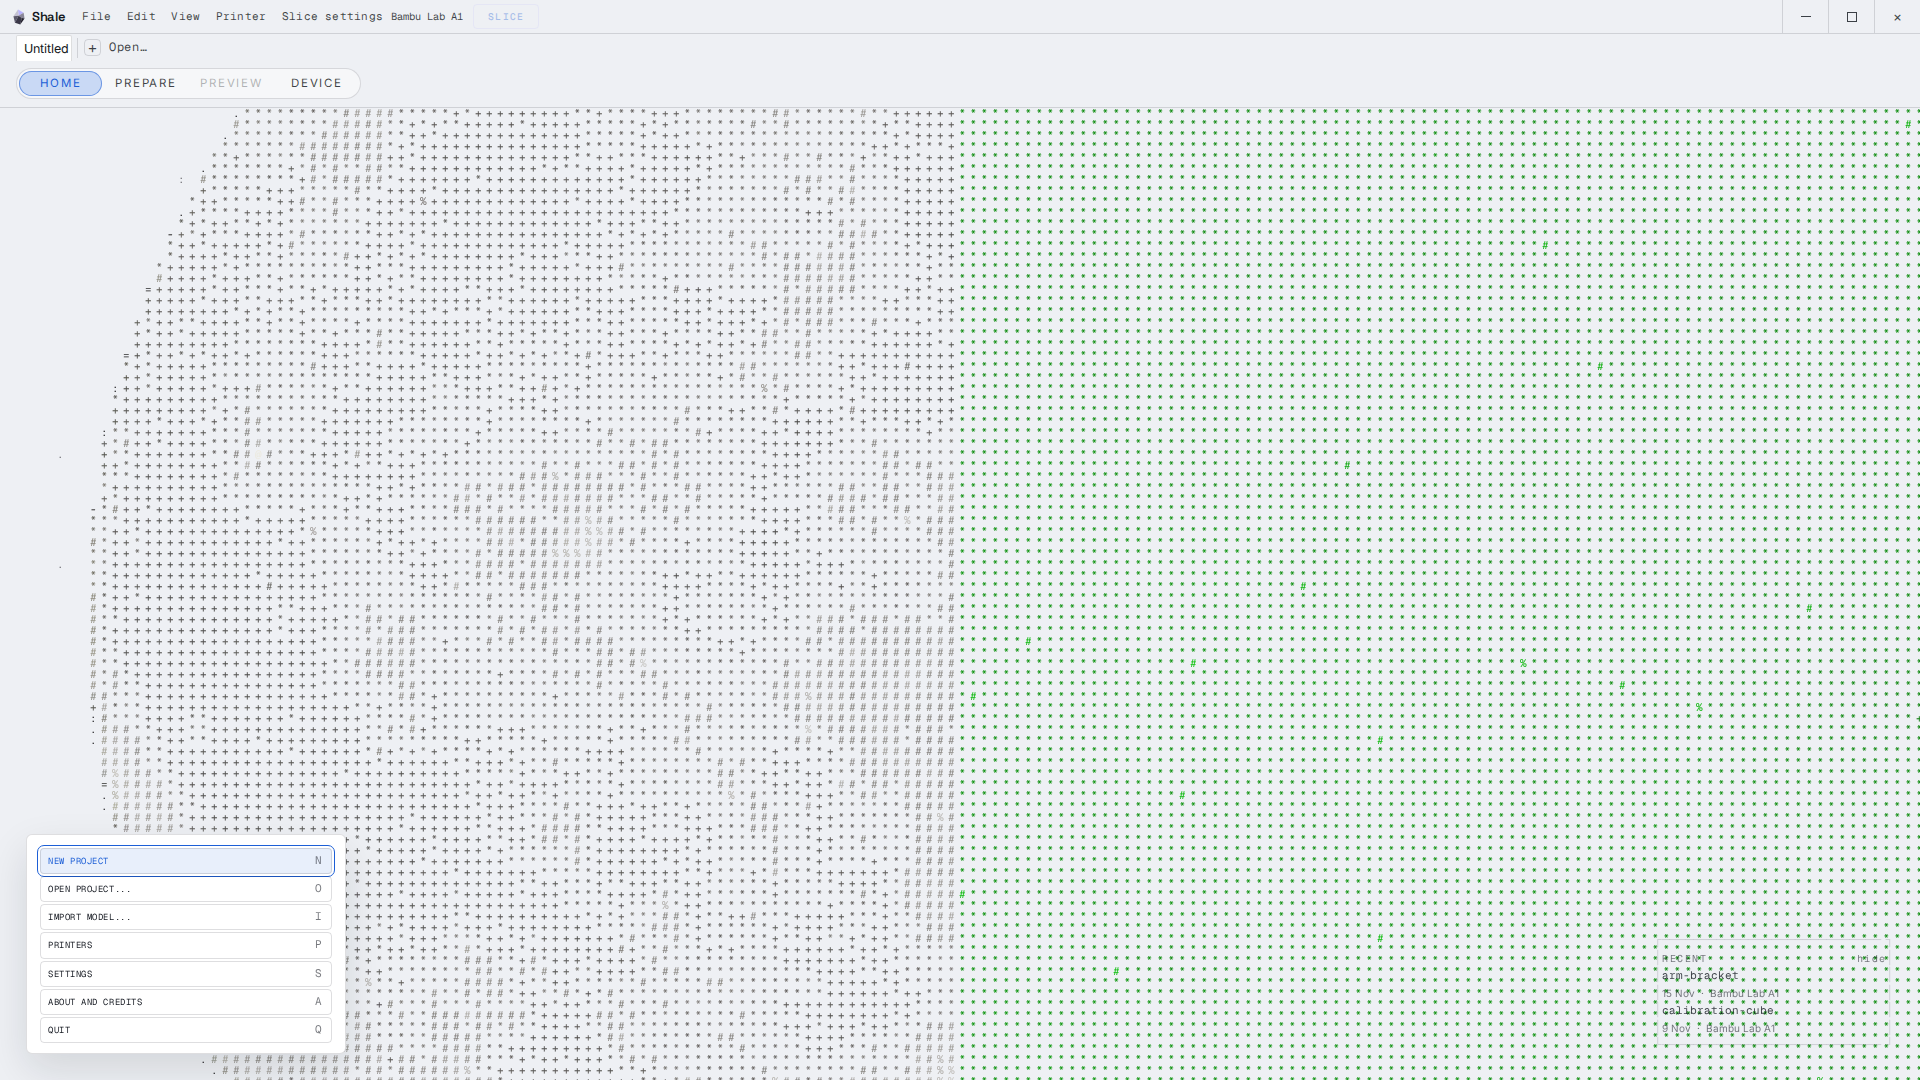 Shale File Edit View Printer Slice settings Bambu Lab A1 SLICE
Untitled + Open…
HOME PREPARE PREVIEW DEVICE
NEW PROJECT N
OPEN PROJECT... O
IMPORT MODEL... I
PRINTERS P
SETTINGS S
ABOUT AND CREDITS A
QUIT Q
RECENT hide
arm-bracket
15 Nov · Bambu Lab A1
calibration-cube
9 Nov · Bambu Lab A1